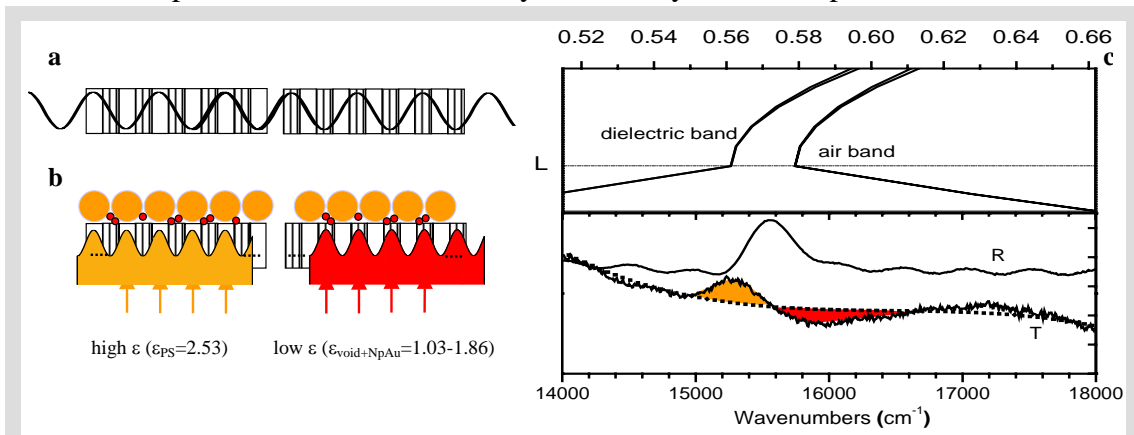 a
b
high ε (εPS=2.53)
low ε (εvoid+NpAu=1.03-1.86)
0.52 0.54 0.56 0.58 0.60 0.62 0.64 0.66
c
dielectric band
air band
L
R
T
14000 15000 16000 17000 18000
Wavenumbers (cm-1)